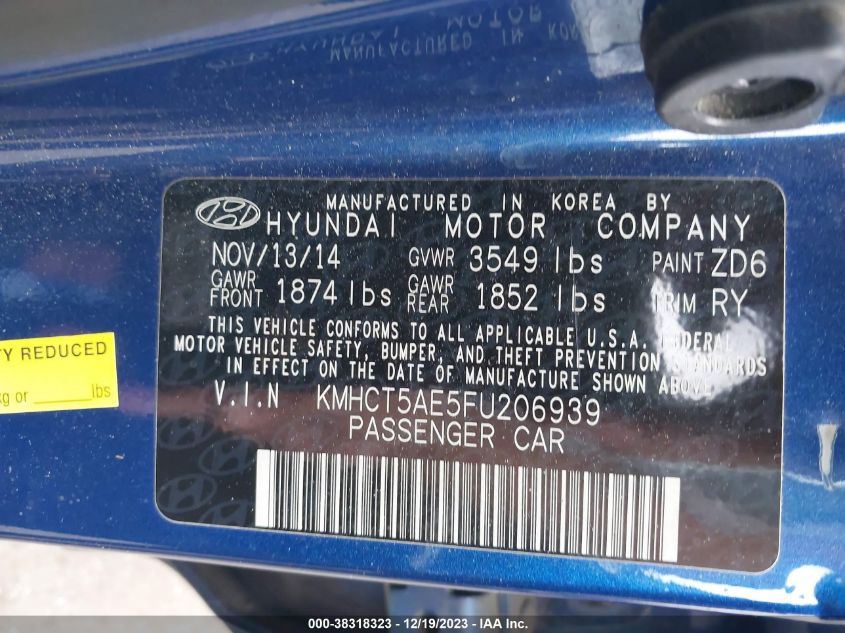 MANUFACTURED IN KOREA BY
HYUNDAI MOTOR COMPANY
NOV/13/14 GVWR 3549 lbs PAINT ZD6
GAWR FRONT 1874 lbs GAWR REAR 1852 lbs TRIM RY
THIS VEHICLE CONFORMS TO ALL APPLICABLE U.S.A. FEDERAL
MOTOR VEHICLE SAFETY, BUMPER, AND THEFT PREVENTION STANDARDS
IN EFFECT ON THE DATE OF MANUFACTURE SHOWN ABOVE.
V.I.N KMHCT5AE5FU206939
PASSENGER CAR
TY REDUCED
kg or lbs
000-38318323 - 12/19/2023 - IAA Inc.